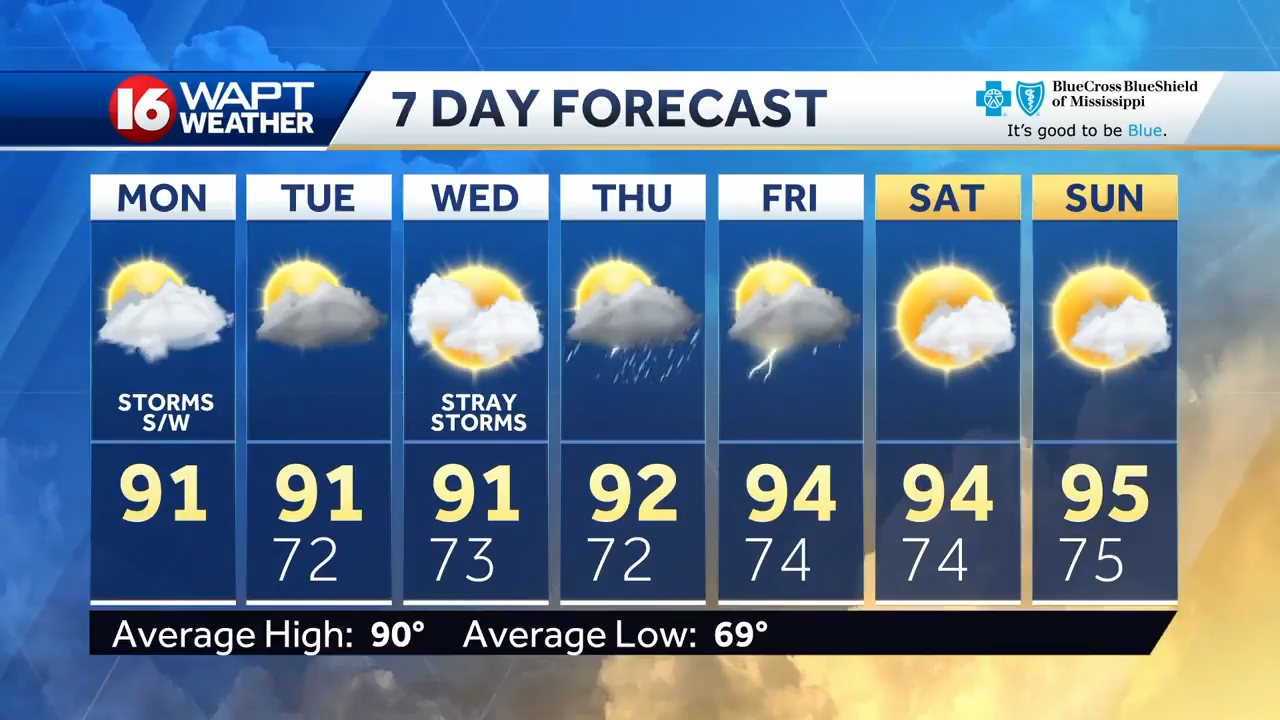 16 WAPT WEATHER
7 DAY FORECAST
BlueCross BlueShield
of Mississippi
It's good to be Blue.
MON TUE WED THU FRI SAT SUN
STORMS S/W
STRAY STORMS
91 91 91 92 94 94 95
72 73 72 74 74 75
Average High: 90° Average Low: 69°